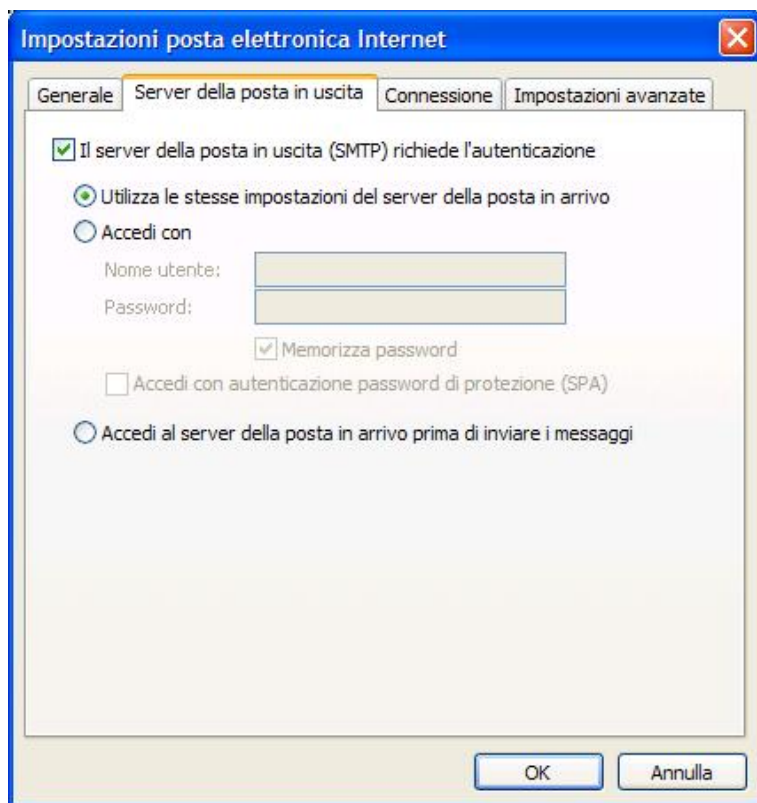 Impostazioni posta elettronica Internet
Generale Server della posta in uscita Connessione Impostazioni avanzate
Il server della posta in uscita (SMTP) richiede l'autenticazione
Utilizza le stesse impostazioni del server della posta in arrivo
Accedi con
Nome utente:
Password:
Memorizza password
Accedi con autenticazione password di protezione (SPA)
Accedi al server della posta in arrivo prima di inviare i messaggi
OK Annulla